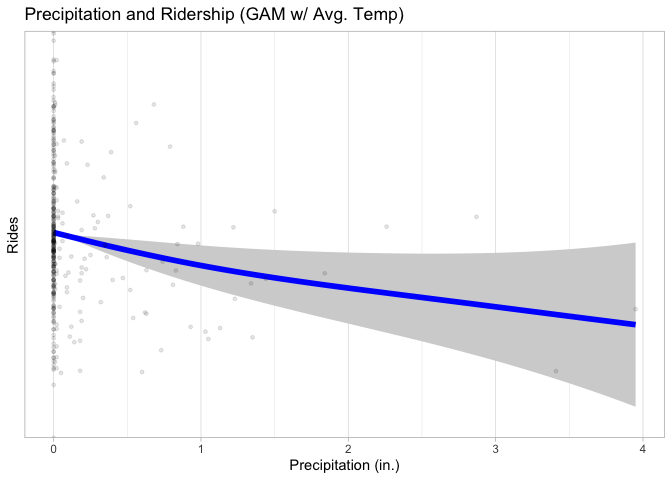 Precipitation and Ridership (GAM w/ Avg. Temp)
Rides
0 1 2 3 4
Precipitation (in.)